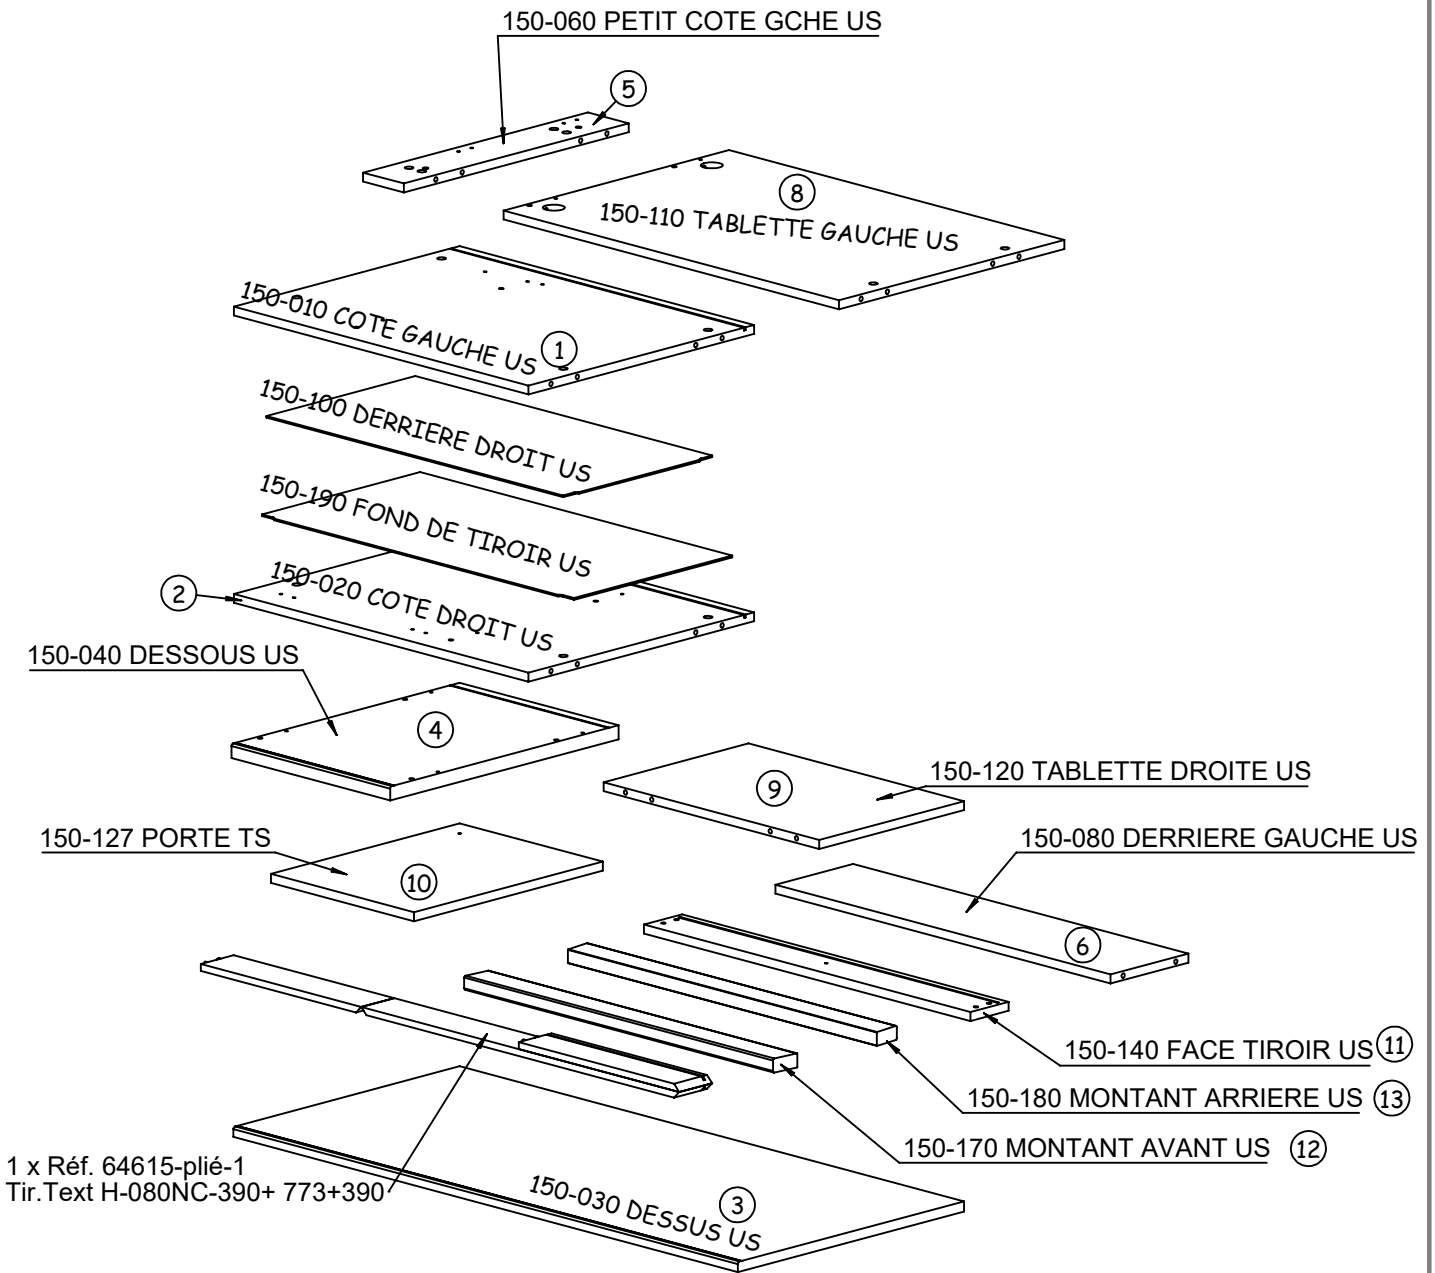 150-060 PETIT COTE GCHE US
5
8
150-110 TABLETTE GAUCHE US
150-010 COTE GAUCHE US
1
150-100 DERRIERE DROIT US
150-190 FOND DE TIROIR US
2
150-020 COTE DROIT US
150-040 DESSOUS US
4
9
150-120 TABLETTE DROITE US
150-127 PORTE TS
10
150-080 DERRIERE GAUCHE US
6
150-140 FACE TIROIR US 11
150-180 MONTANT ARRIERE US 13
150-170 MONTANT AVANT US 12
1 x Réf. 64615-plié-1
Tir.Text H-080NC-390+ 773+390
150-030 DESSUS US
3